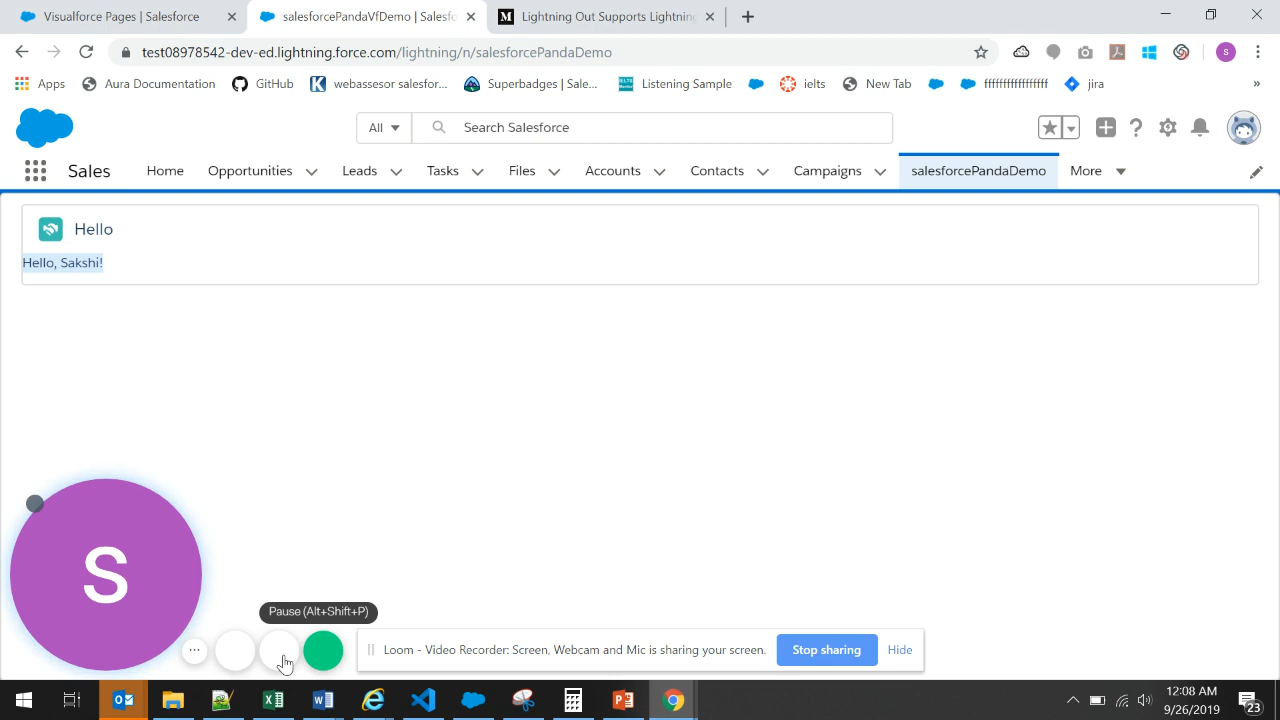 Visualforce Pages | Salesforce
salesforcePandaVfDemo | Salesf
M
Lightning Out Supports Lightnin
test08978542-dev-ed.lightning.force.com/lightning/n/salesforcePandaDemo
s
Apps
Aura Documentation
GitHub
webassesor salesfor...
Superbadges | Sale...
Listening Sample
ielts
New Tab
ffffffffffffffff
jira
»
All
Search Salesforce
Sales
Home
Opportunities
Leads
Tasks
Files
Accounts
Contacts
Campaigns
salesforcePandaDemo
More
Hello
Hello, Sakshi!
S
Pause (Alt+Shift+P)
Loom - Video Recorder: Screen, Webcam and Mic is sharing your screen.
Stop sharing
Hide
12:08 AM
9/26/2019
23